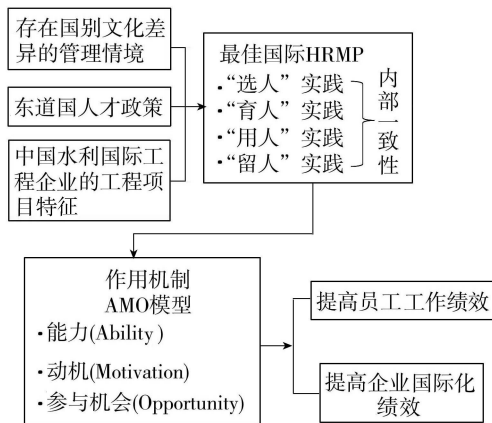 存在国别文化差
异的管理情境
东道国人才政策
中国水利国际工
程企业的工程项
目特征
最佳国际HRMP
·“选人”实践
·“育人”实践
·“用人”实践
·“留人”实践
内部一致性
作用机制
AMO模型
·能力(Ability)
·动机(Motivation)
·参与机会(Opportunity)
提高员工工作绩效
提高企业国际化
绩效